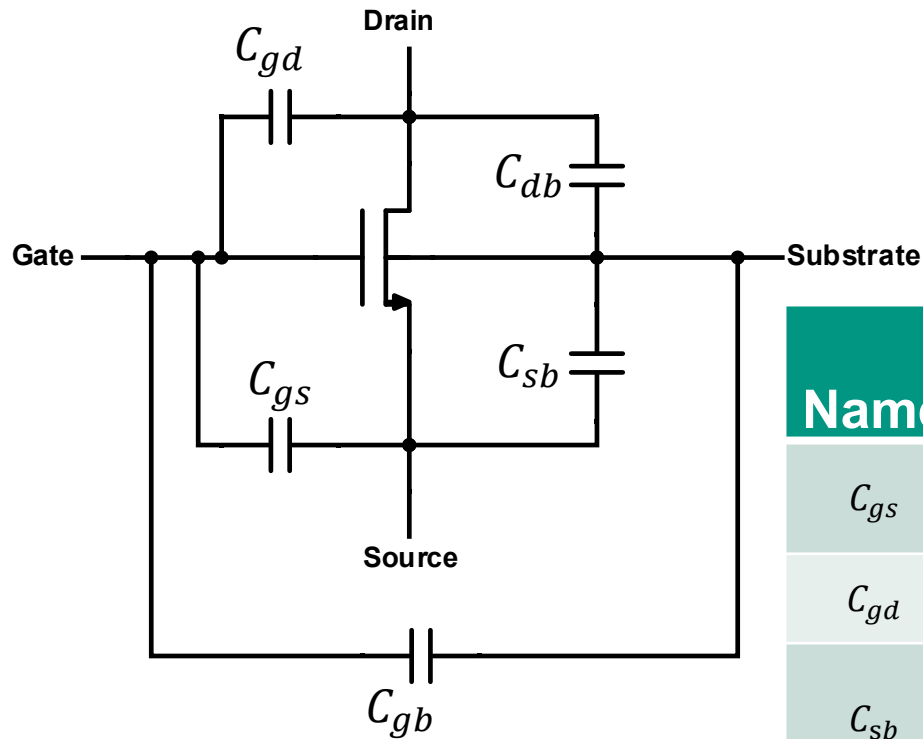 Drain
C_gd
C_db
Gate
Substrate
C_gs
C_sb
Source
C_gb
Name
C_gs
C_gd
C_sb